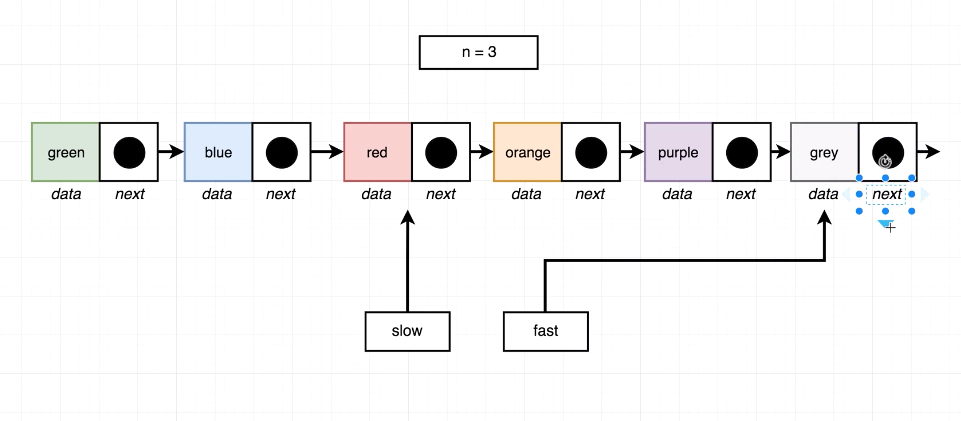 n = 3
green
blue
red
orange
purple
grey
data
next
data
next
data
next
data
next
data
next
data
next
slow
fast